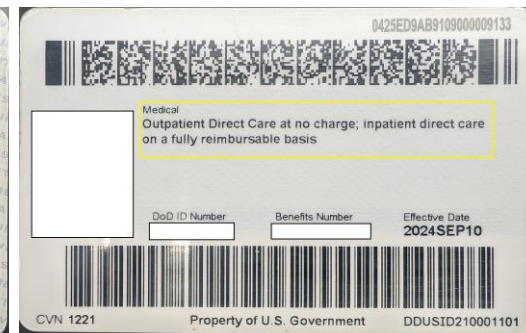 0425ED9AB9109000009133
Medical
Outpatient Direct Care at no charge; inpatient direct care
on a fully reimbursable basis
DoD ID Number
Benefits Number
Effective Date
2024SEP10
CVN 1221
Property of U.S. Government
DDUSID210001101